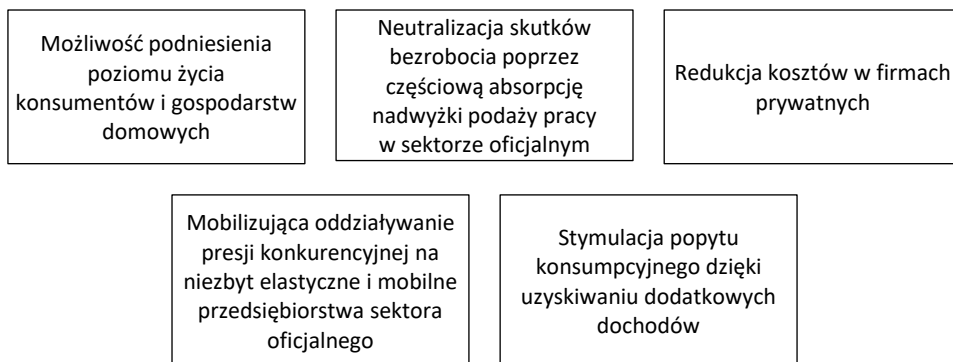 Możliwość podniesienia
poziomu życia
konsumentów i gospodarstw
domowych
Neutralizacja skutków
bezrobocia poprzez
częściową absorpcję
nadwyżki podaży pracy
w sektorze oficjalnym
Redukcja kosztów w firmach
prywatnych
Mobilizująca oddziaływanie
presji konkurencyjnej na
niezbyt elastyczne i mobilne
przedsiębiorstwa sektora
oficjalnego
Stymulacja popytu
konsumpcyjnego dzięki
uzyskiwaniu dodatkowych
dochodów